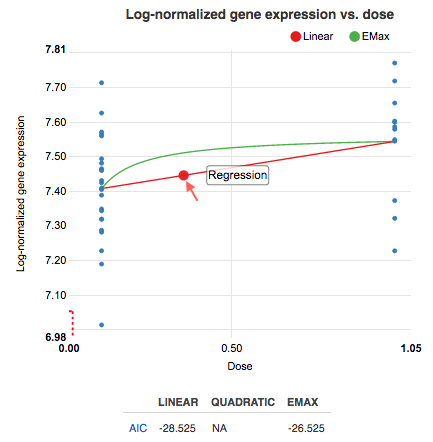 Log-normalized gene expression vs. dose
Linear EMax
7.81
7.70
7.60
7.50
Regression
7.40
7.30
7.20
7.10
6.98
Log-normalized gene expression
0.00 0.50 1.05
Dose
LINEAR QUADRATIC EMAX
AIC -28.525 NA -26.525